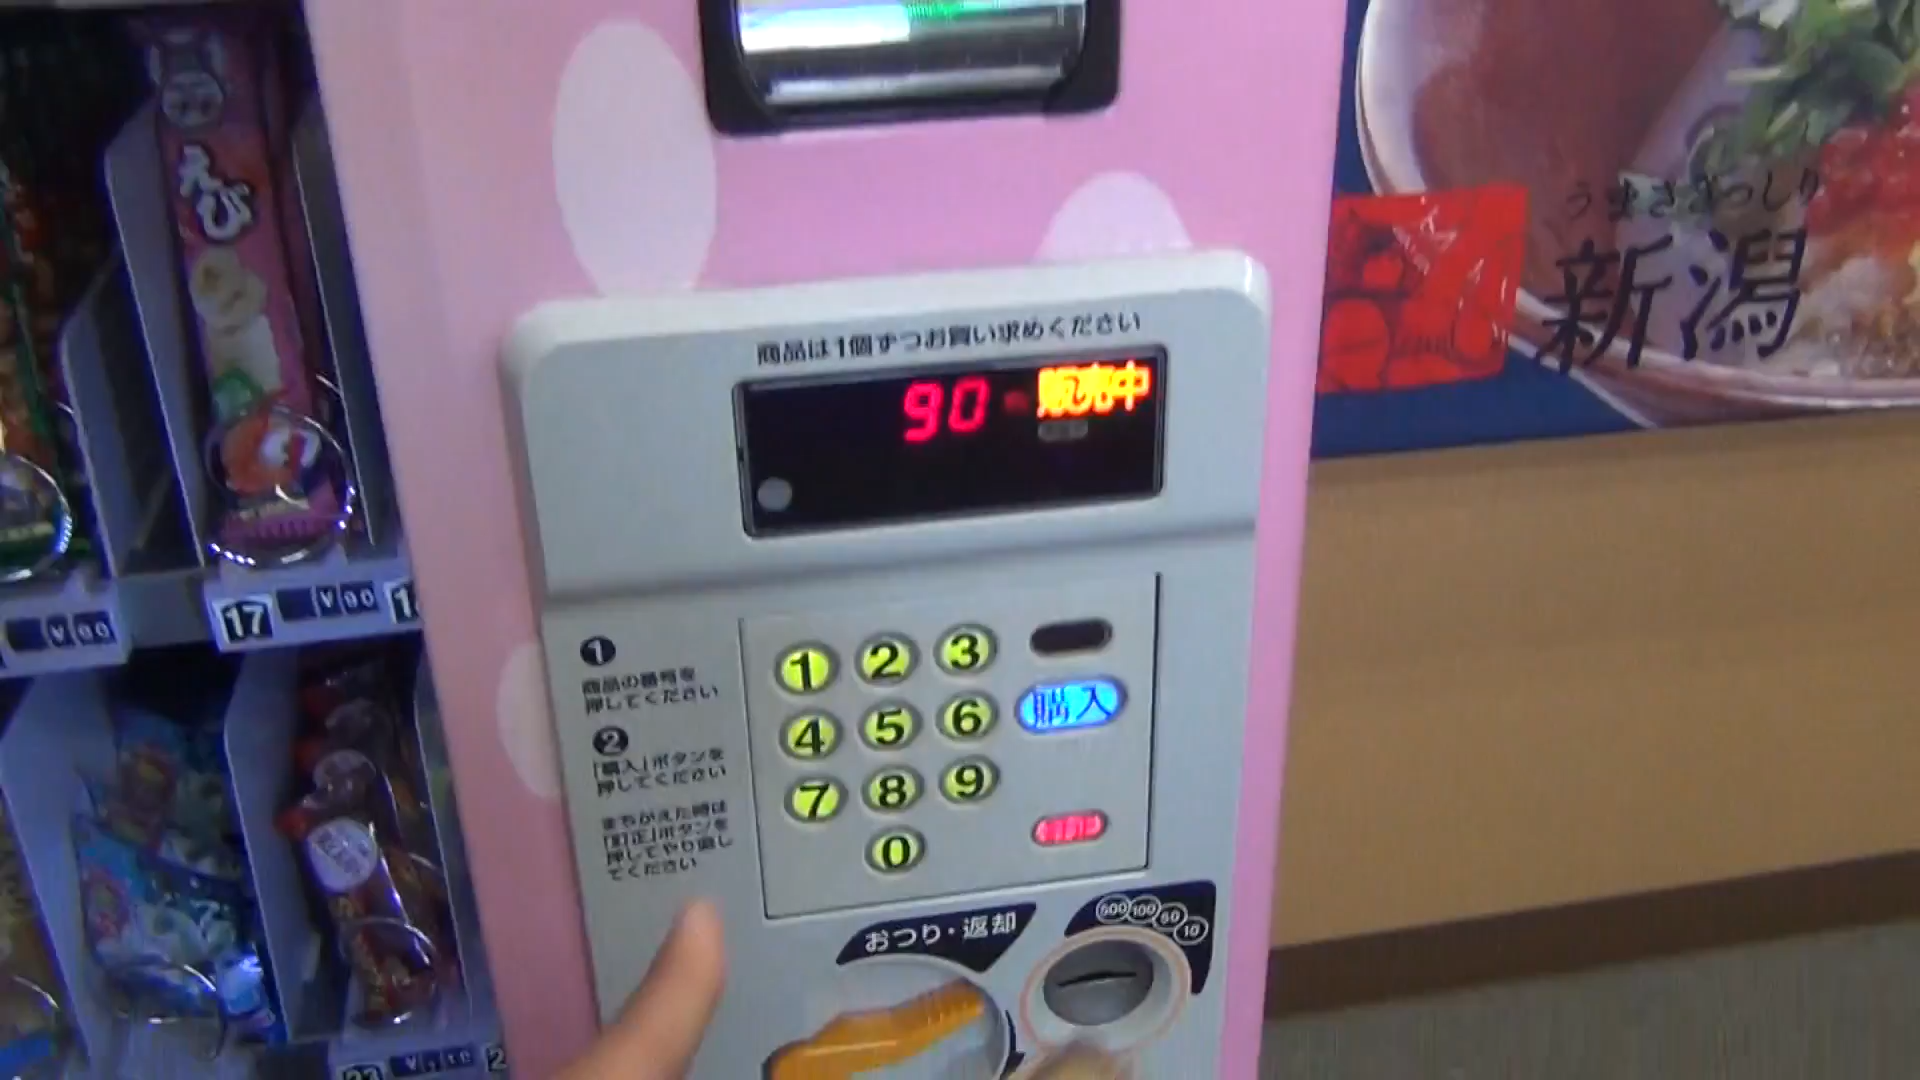 えび
うまさぎっしり
新潟
商品は1個ずつお買い求めください
90 販売中
17 ¥90
1
商品の番号を
押してください
2
「購入」ボタンを
押してください
まちがえた時は
「訂正」ボタンを
押してやり直し
てください
1 2 3
4 5 6 購入
7 8 9
0
おつり・返却
500 100 50 10
23